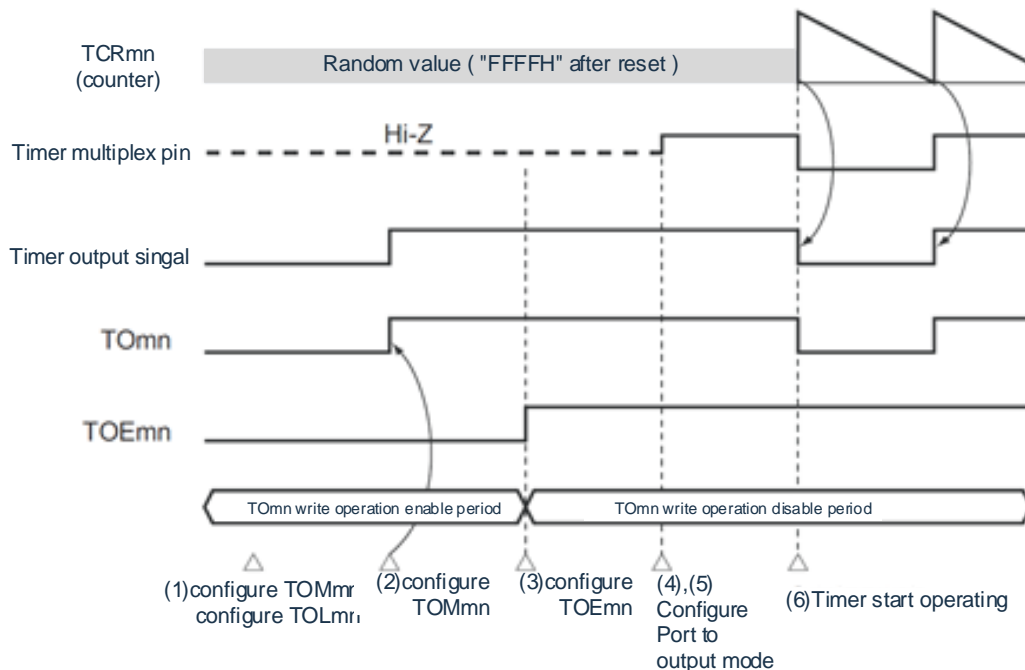 TCRmn
(counter)
Random value ( "FFFFH" after reset )
Hi-Z
Timer multiplex pin
Timer output singal
TOmn
TOEmn
TOmn write operation enable period
TOmn write operation disable period
(1)configure TOMmn
configure TOLmn
(2)configure
TOMmn
(3)configure
TOEmn
(4),(5)
Configure
Port to
output mode
(6)Timer start operating